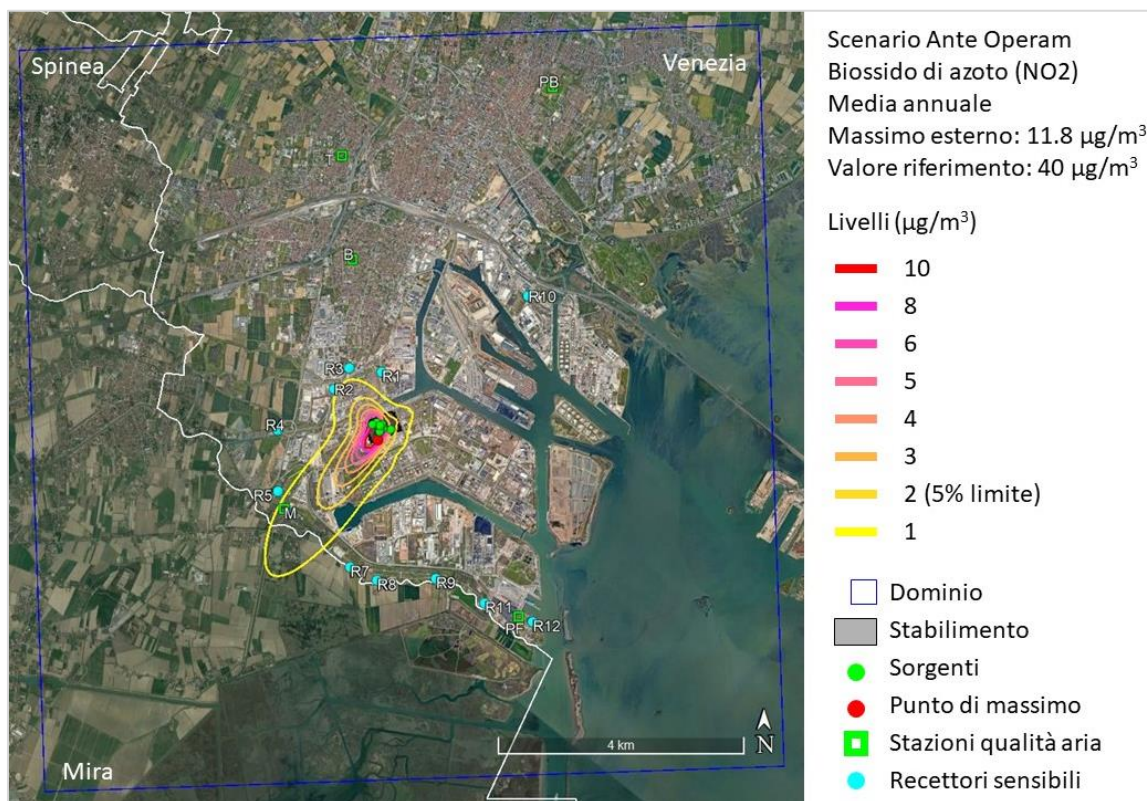 Spinea
Venezia
PB
T
B
R10
R3
R1
R2
R4
R5
M
R7
R8
R9
R11
PF
R12
4 km
N
Mira
Scenario Ante Operam
Biossido di azoto (NO2)
Media annuale
Massimo esterno: 11.8 µg/m³
Valore riferimento: 40 µg/m³
Livelli (µg/m³)
10
8
6
5
4
3
2 (5% limite)
1
Dominio
Stabilimento
Sorgenti
Punto di massimo
Stazioni qualità aria
Recettori sensibili